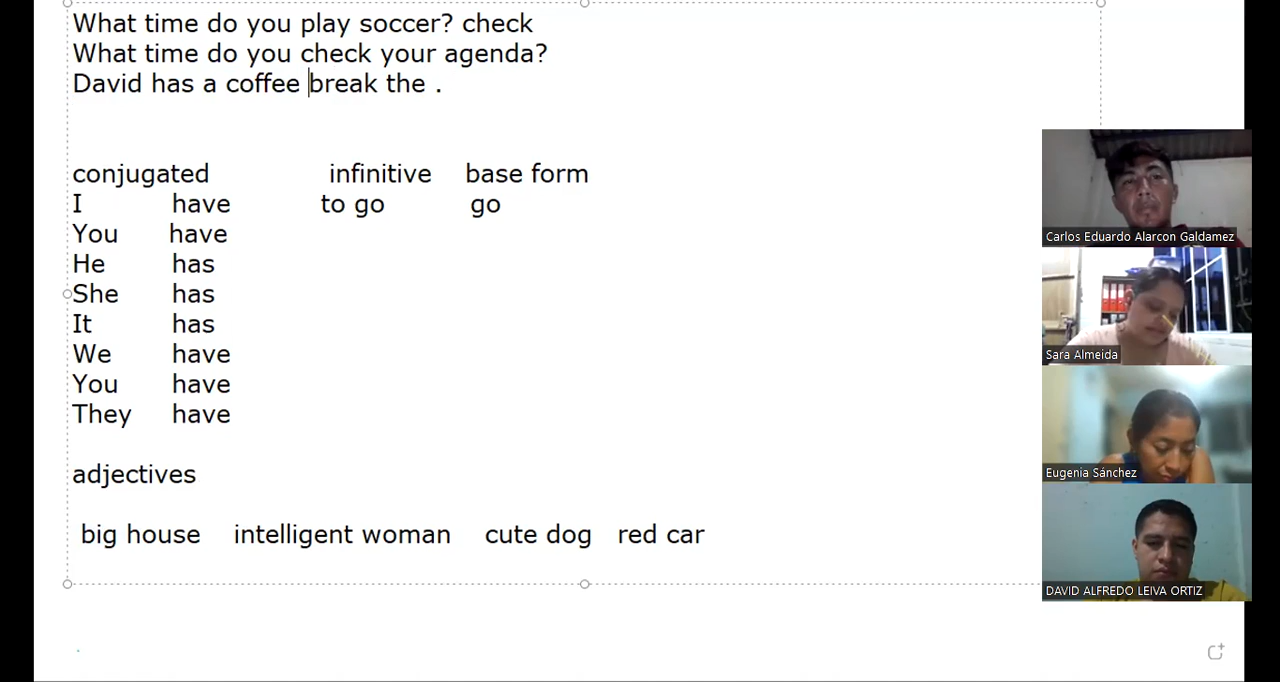 What time do you play soccer? check
What time do you check your agenda?
David has a coffee break the .
conjugated infinitive base form
I have to go go
You have
He has
She has
It has
We have
You have
They have
adjectives
big house intelligent woman cute dog red car
Carlos Eduardo Alarcon Galdamez
Sara Almeida
Eugenia Sánchez
DAVID ALFREDO LEIVA ORTIZ